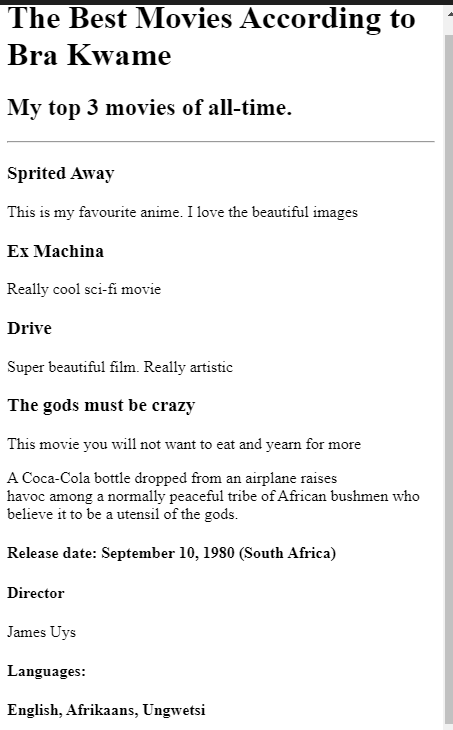 The Best Movies According to
Bra Kwame
My top 3 movies of all-time.
Sprited Away
This is my favourite anime. I love the beautiful images
Ex Machina
Really cool sci-fi movie
Drive
Super beautiful film. Really artistic
The gods must be crazy
This movie you will not want to eat and yearn for more
A Coca-Cola bottle dropped from an airplane raises
havoc among a normally peaceful tribe of African bushmen who
believe it to be a utensil of the gods.
Release date: September 10, 1980 (South Africa)
Director
James Uys
Languages:
English, Afrikaans, Ungwetsi